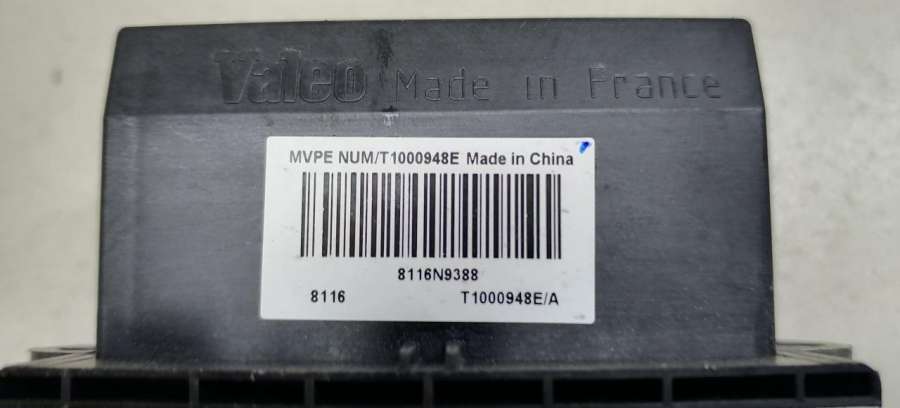 Valeo Made in France
MVPE NUM/T1000948E Made in China
8116N9388
8116 T1000948E/A